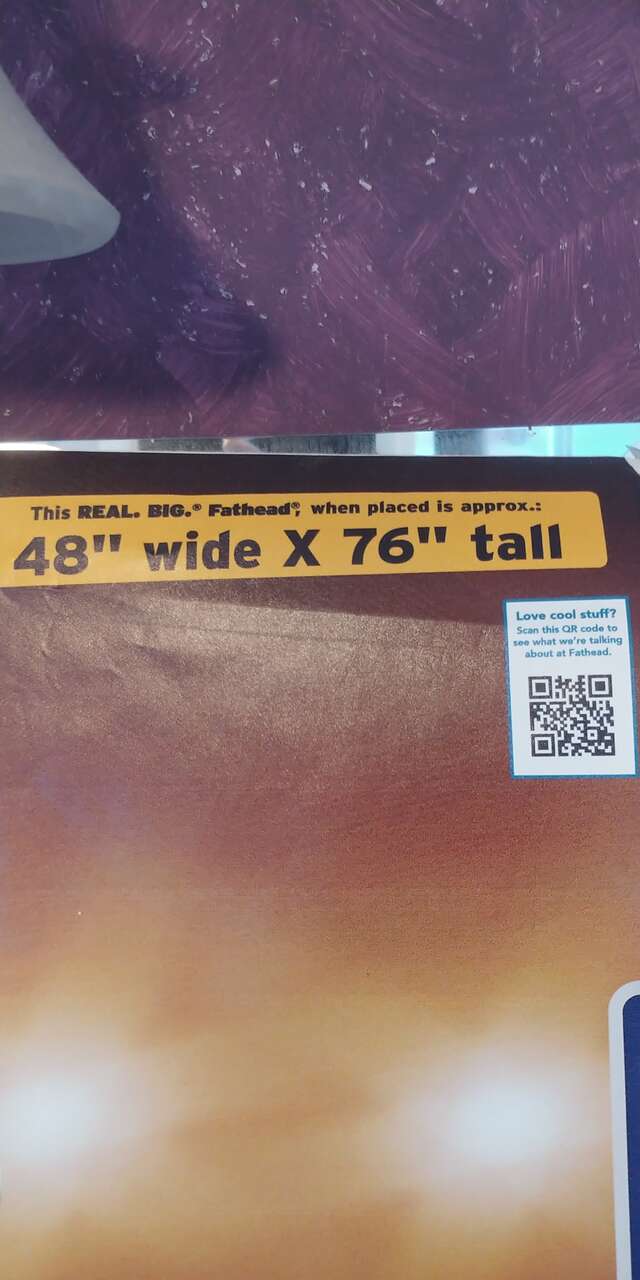 This REAL. BIG.® Fathead®, when placed is approx.:
48" wide X 76" tall
Love cool stuff?
Scan this QR code to
see what we're talking
about at Fathead.